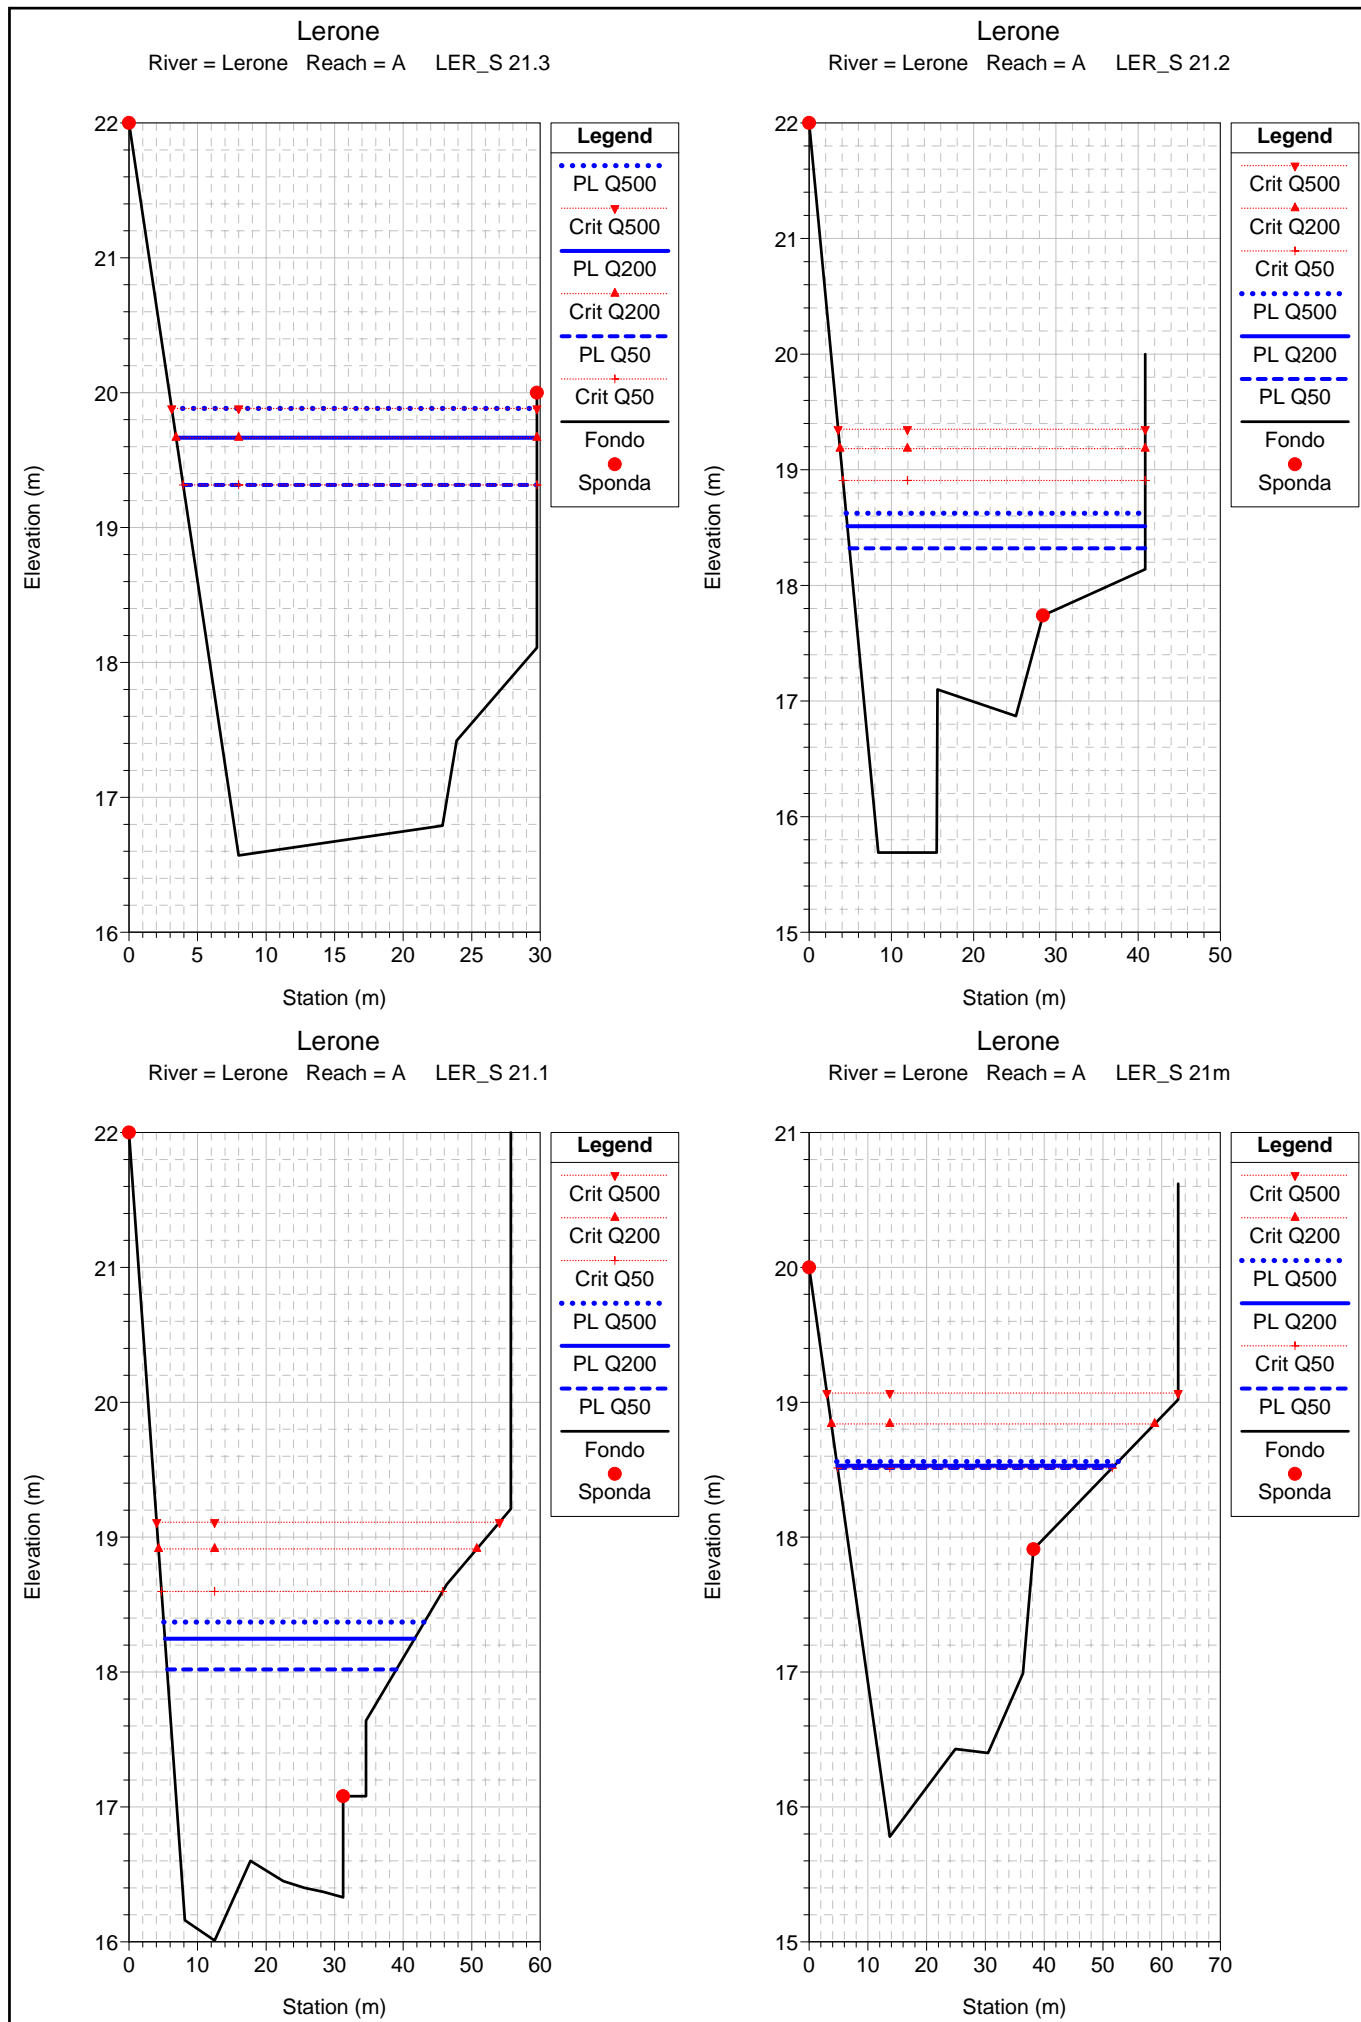 Lerone
River = Lerone Reach = A LER_S 21.3
22
21
20
19
18
17
16
0 5 10 15 20 25 30
Elevation (m)
Station (m)
Legend
PL Q500
Crit Q500
PL Q200
Crit Q200
PL Q50
Crit Q50
Fondo
Sponda
Lerone
River = Lerone Reach = A LER_S 21.2
22
21
20
19
18
17
16
15
0 10 20 30 40 50
Elevation (m)
Station (m)
Legend
Crit Q500
Crit Q200
Crit Q50
PL Q500
PL Q200
PL Q50
Fondo
Sponda
Lerone
River = Lerone Reach = A LER_S 21.1
22
21
20
19
18
17
16
0 10 20 30 40 50 60
Elevation (m)
Station (m)
Legend
Crit Q500
Crit Q200
Crit Q50
PL Q500
PL Q200
PL Q50
Fondo
Sponda
Lerone
River = Lerone Reach = A LER_S 21m
21
20
19
18
17
16
15
0 10 20 30 40 50 60 70
Elevation (m)
Station (m)
Legend
Crit Q500
Crit Q200
PL Q500
PL Q200
Crit Q50
PL Q50
Fondo
Sponda